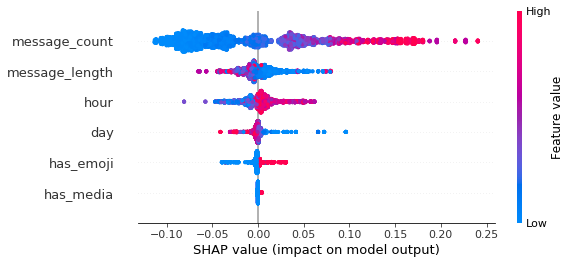 High
message_count
message_length
hour
day
has_emoji
has_media
Low
Feature value
−0.10 −0.05 0.00 0.05 0.10 0.15 0.20 0.25
SHAP value (impact on model output)